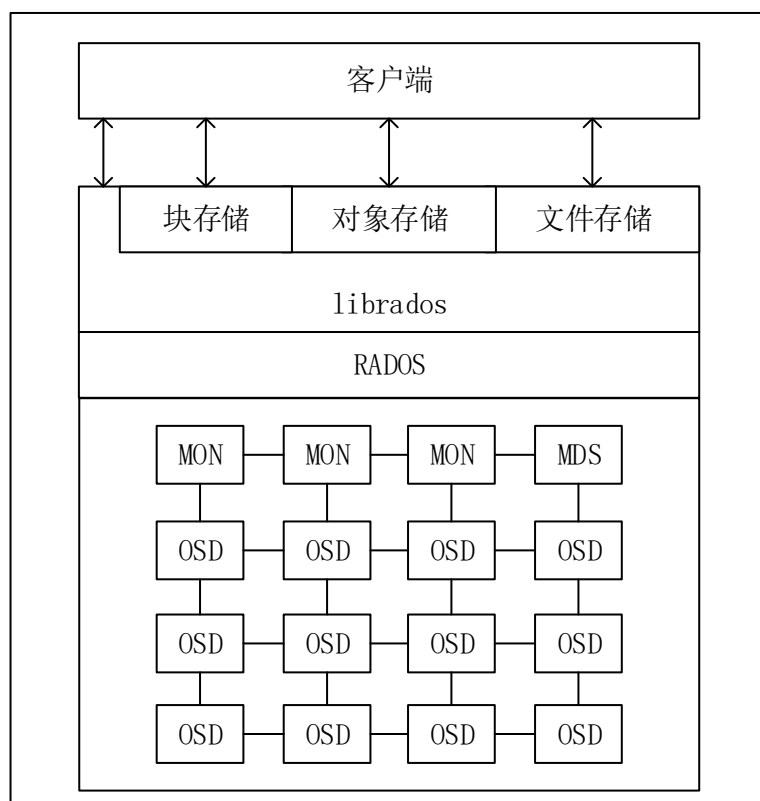 客户端
块存储 对象存储 文件存储
librados
RADOS
MON MON MON MDS
OSD OSD OSD OSD
OSD OSD OSD OSD
OSD OSD OSD OSD